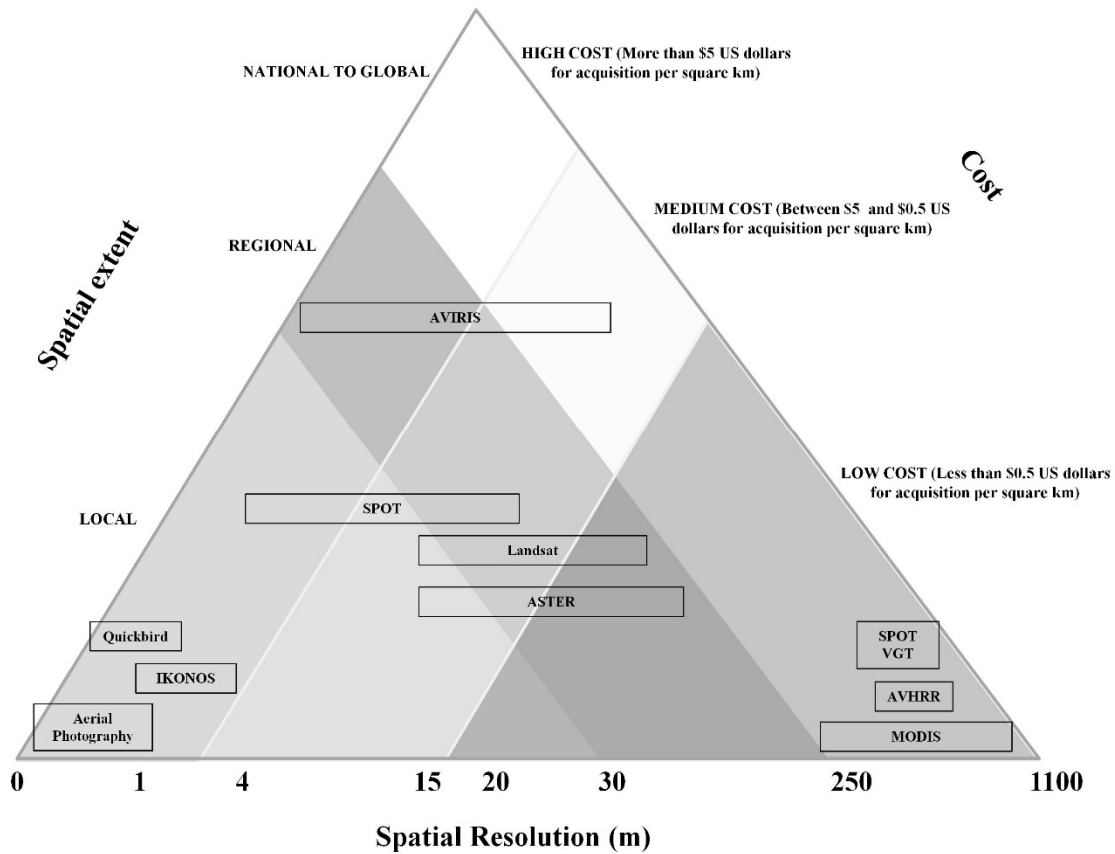 NATIONAL TO GLOBAL
HIGH COST (More than $5 US dollars
for acquisition per square km)
Cost
MEDIUM COST (Between $5 and $0.5 US
dollars for acquisition per square km)
REGIONAL
Spatial extent
AVIRIS
LOW COST (Less than $0.5 US dollars
for acquisition per square km)
LOCAL
SPOT
Landsat
ASTER
Quickbird
SPOT
VGT
IKONOS
AVHRR
Aerial
Photography
MODIS
0 1 4 15 20 30 250 1100
Spatial Resolution (m)